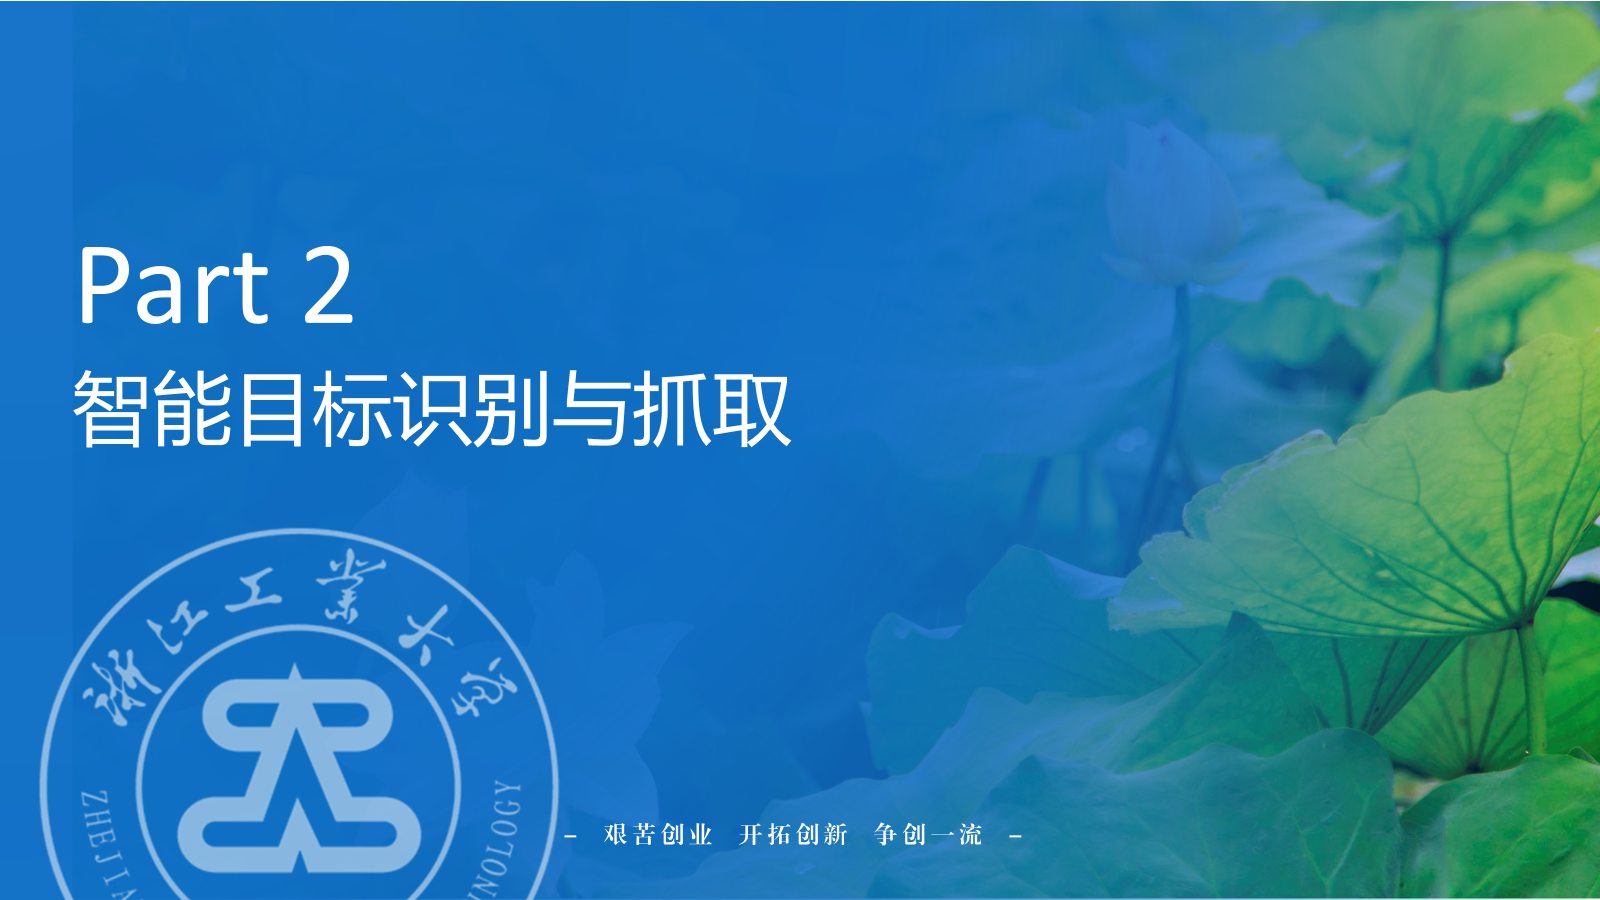 Part 2
智能目标识别与抓取
浙江工业大学
ZHEJIA
NOLOGY
– 艰苦创业 开拓创新 争创一流 –